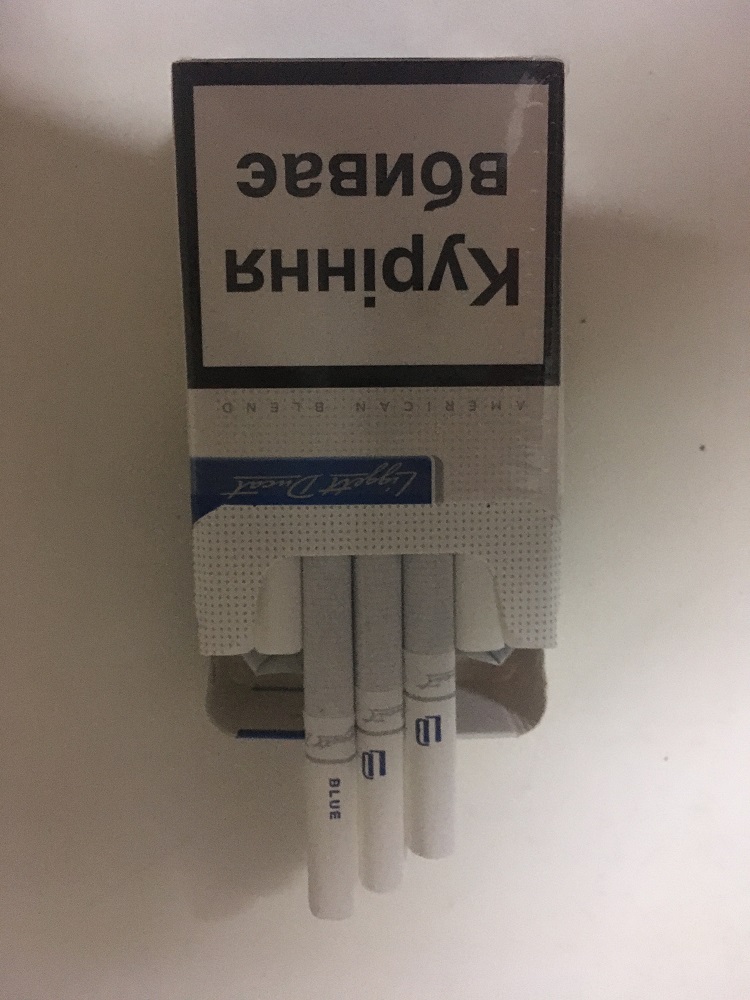 Куріння
вбиває
AMERICAN BLEND
Liggett Ducat
LD
LD
BLUE